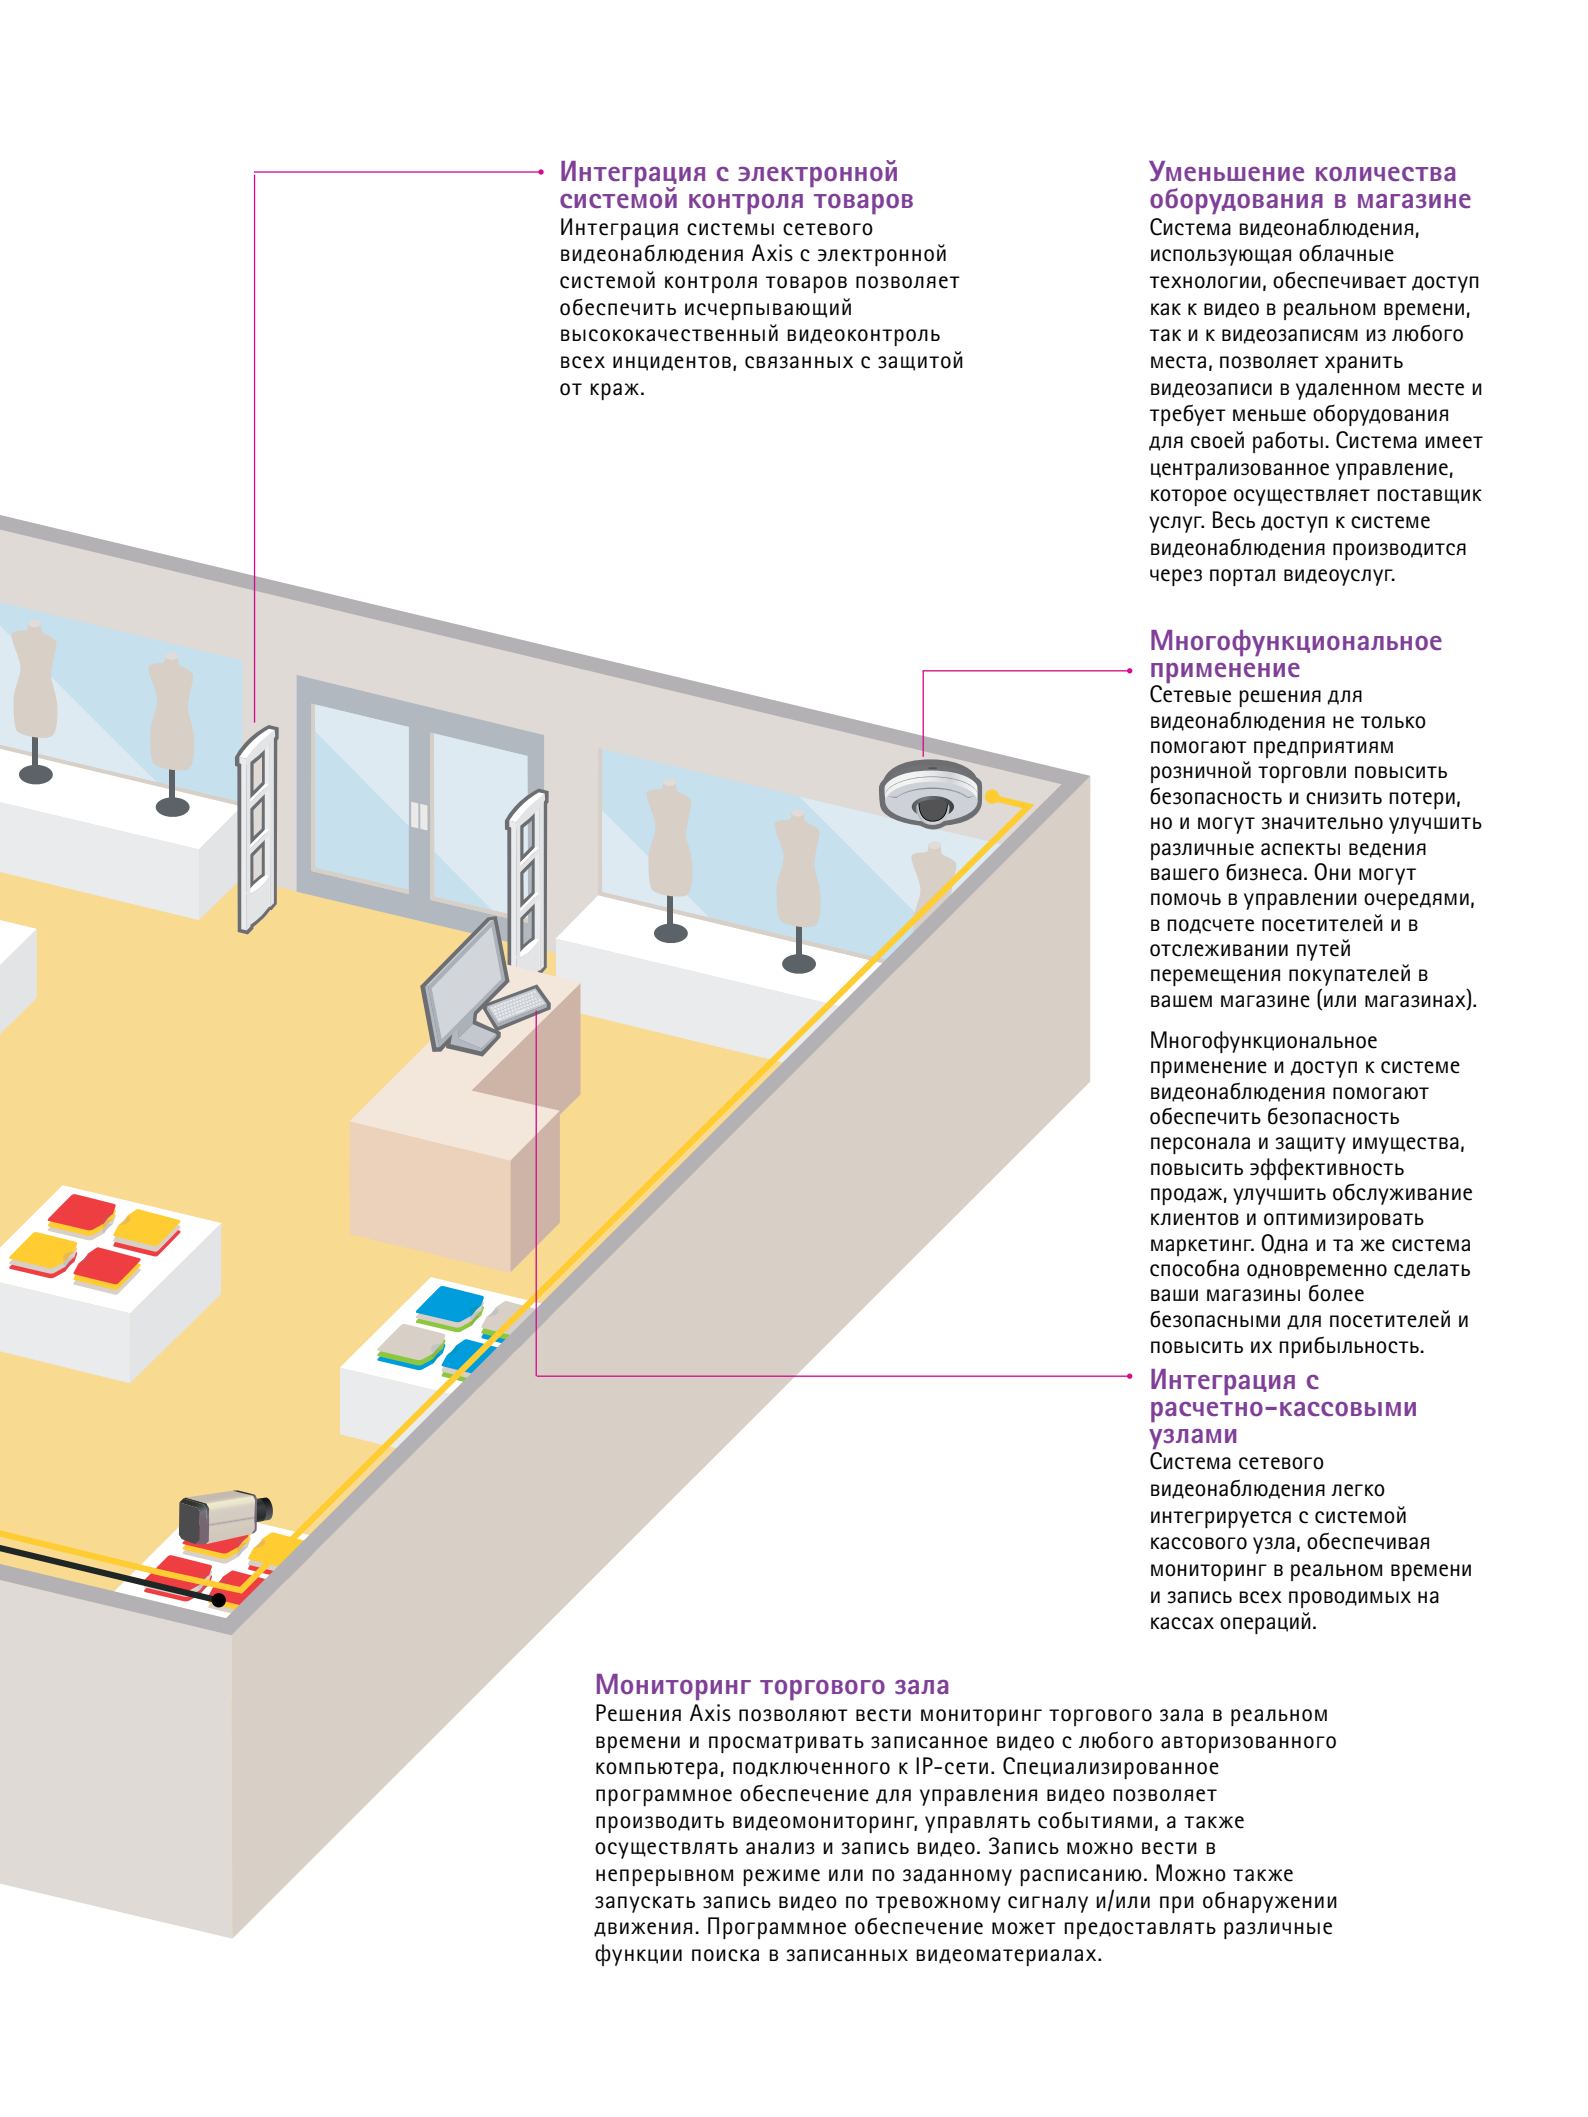 Интеграция с электронной
системой контроля товаров
Интеграция системы сетевого
видеонаблюдения Axis с электронной
системой контроля товаров позволяет
обеспечить исчерпывающий
высококачественный видеоконтроль
всех инцидентов, связанных с защитой
от краж.
Уменьшение количества
оборудования в магазине
Система видеонаблюдения,
использующая облачные
технологии, обеспечивает доступ
как к видео в реальном времени,
так и к видеозаписям из любого
места, позволяет хранить
видеозаписи в удаленном месте и
требует меньше оборудования
для своей работы. Система имеет
централизованное управление,
которое осуществляет поставщик
услуг. Весь доступ к системе
видеонаблюдения производится
через портал видеоуслуг.
Многофункциональное
применение
Сетевые решения для
видеонаблюдения не только
помогают предприятиям
розничной торговли повысить
безопасность и снизить потери,
но и могут значительно улучшить
различные аспекты ведения
вашего бизнеса. Они могут
помочь в управлении очередями,
в подсчете посетителей и в
отслеживании путей
перемещения покупателей в
вашем магазине (или магазинах).
Многофункциональное
применение и доступ к системе
видеонаблюдения помогают
обеспечить безопасность
персонала и защиту имущества,
повысить эффективность
продаж, улучшить обслуживание
клиентов и оптимизировать
маркетинг. Одна и та же система
способна одновременно сделать
ваши магазины более
безопасными для посетителей и
повысить их прибыльность.
Интеграция с
расчетно-кассовыми
узлами
Система сетевого
видеонаблюдения легко
интегрируется с системой
кассового узла, обеспечивая
мониторинг в реальном времени
и запись всех проводимых на
кассах операций.
Мониторинг торгового зала
Решения Axis позволяют вести мониторинг торгового зала в реальном
времени и просматривать записанное видео с любого авторизованного
компьютера, подключенного к IP-сети. Специализированное
программное обеспечение для управления видео позволяет
производить видеомониторинг, управлять событиями, а также
осуществлять анализ и запись видео. Запись можно вести в
непрерывном режиме или по заданному расписанию. Можно также
запускать запись видео по тревожному сигналу и/или при обнаружении
движения. Программное обеспечение может предоставлять различные
функции поиска в записанных видеоматериалах.